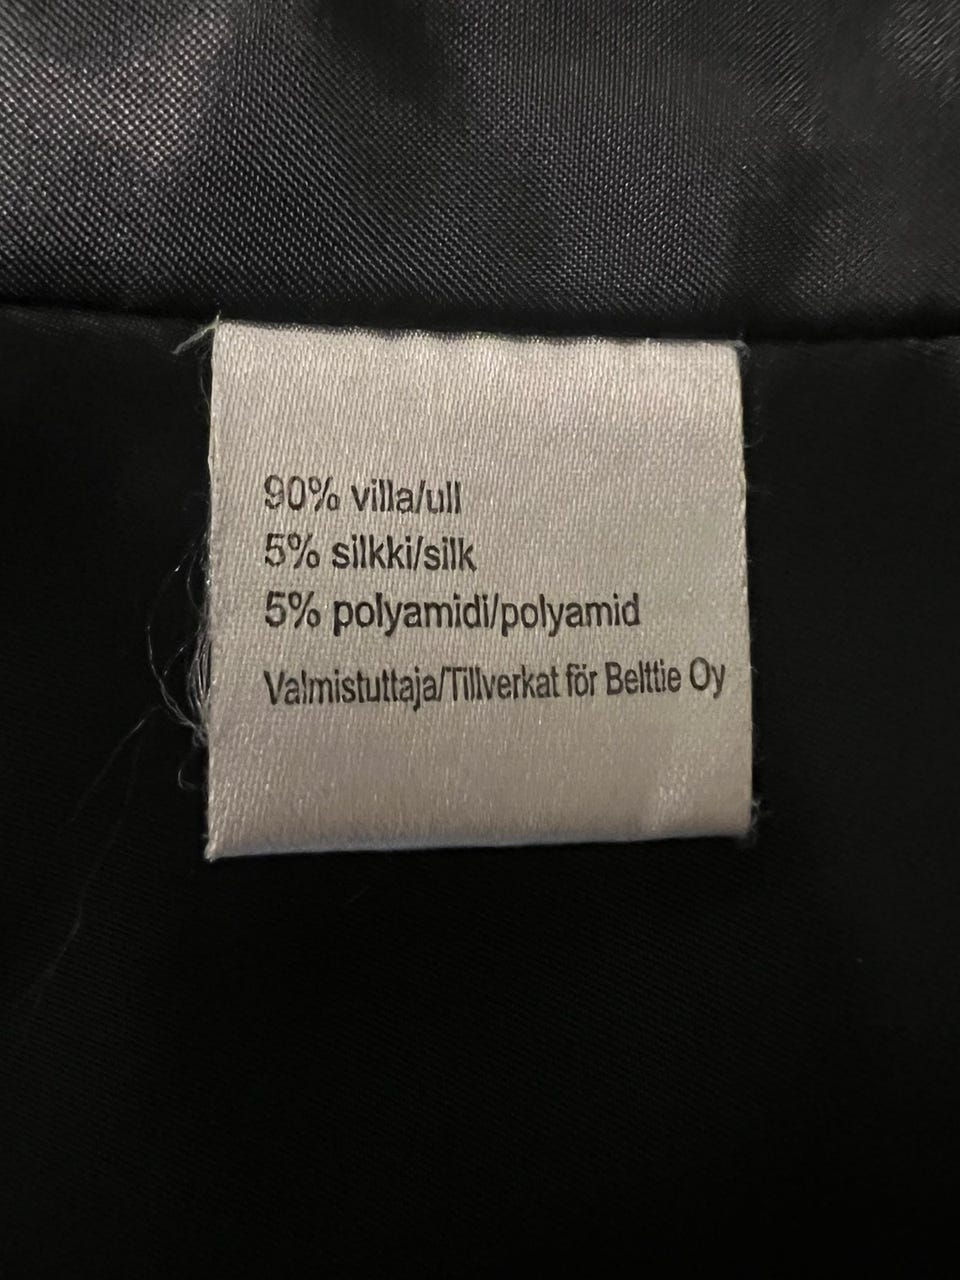 90% villa/ull
5% silkki/silk
5% polyamidi/polyamid
Valmistuttaja/Tillverkat för Belttie Oy